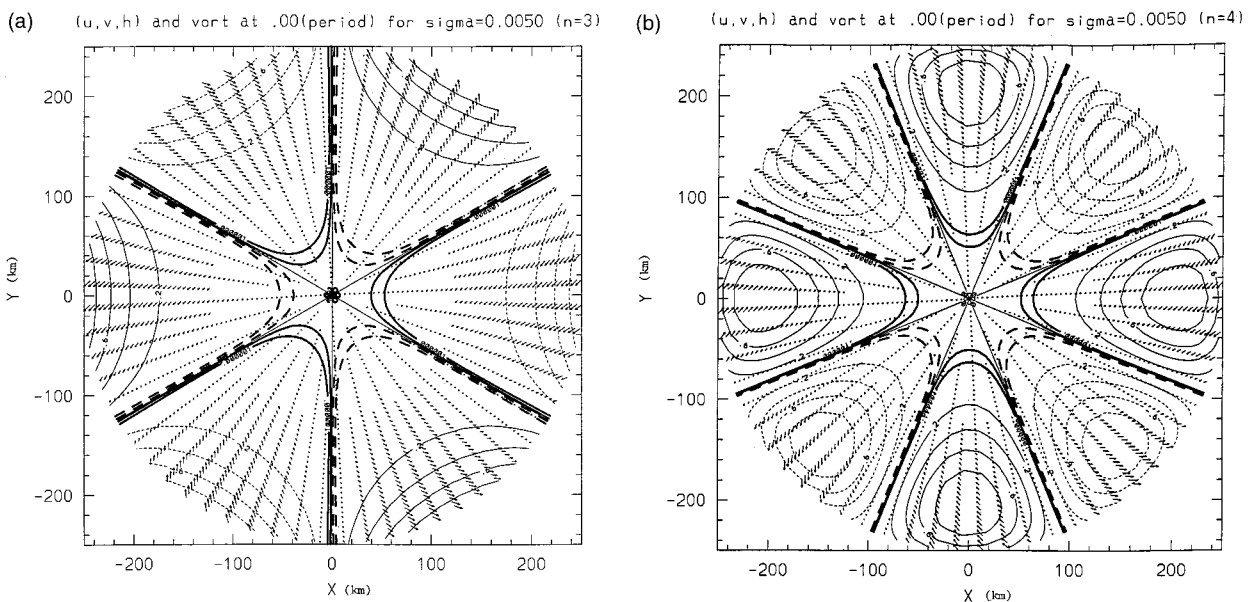 (a)
(u,v,h) and vort at .00(period) for sigma=0.0050 (n=3)
200
100
0
-100
-200
Y (km)
-200 -100 0 100 200
X (km)
(b)
(u,v,h) and vort at .00(period) for sigma=0.0050 (n=4)
200
100
0
-100
-200
Y (km)
-200 -100 0 100 200
X (km)